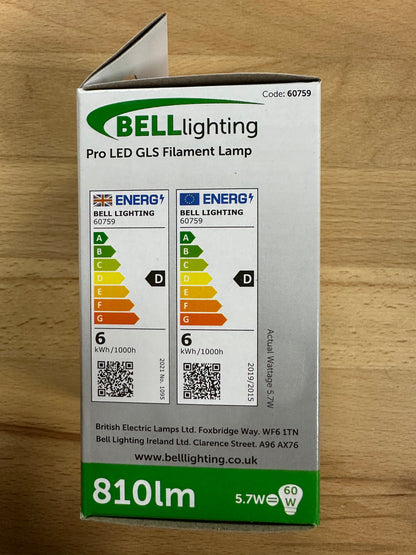 Code: 60759
BELLlighting
Pro LED GLS Filament Lamp
ENERG
BELL LIGHTING
60759
A
B
C
D
E
F
G
D
6
kWh/1000h
2021 No. 1095
ENERG
BELL LIGHTING
60759
A
B
C
D
E
F
G
D
6
kWh/1000h
2019/2015
Actual Wattage 5.7W
British Electric Lamps Ltd. Foxbridge Way. WF6 1TN
Bell Lighting Ireland Ltd. Clarence Street. A96 AX76
www.belllighting.co.uk
810lm
5.7W=60W